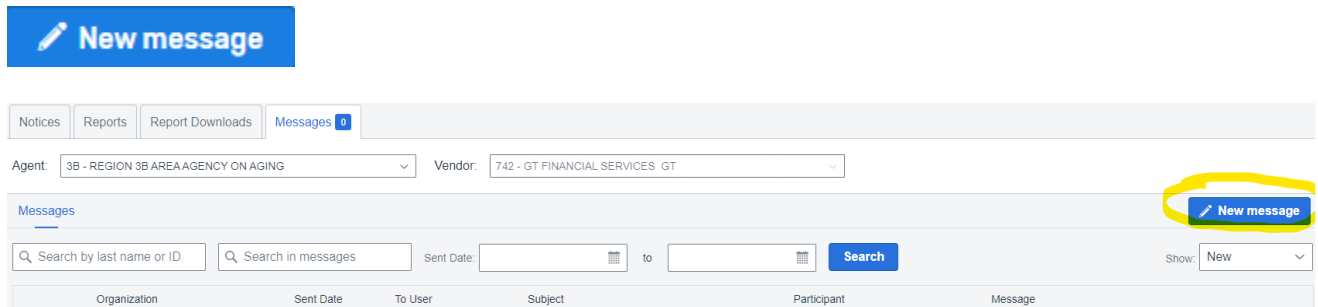 New message
Notices Reports Report Downloads Messages 0
Agent: 3B - REGION 3B AREA AGENCY ON AGING Vendor: 742 - GT FINANCIAL SERVICES GT
Messages New message
Search by last name or ID Search in messages Sent Date: to Search Show: New
Organization Sent Date To User Subject Participant Message